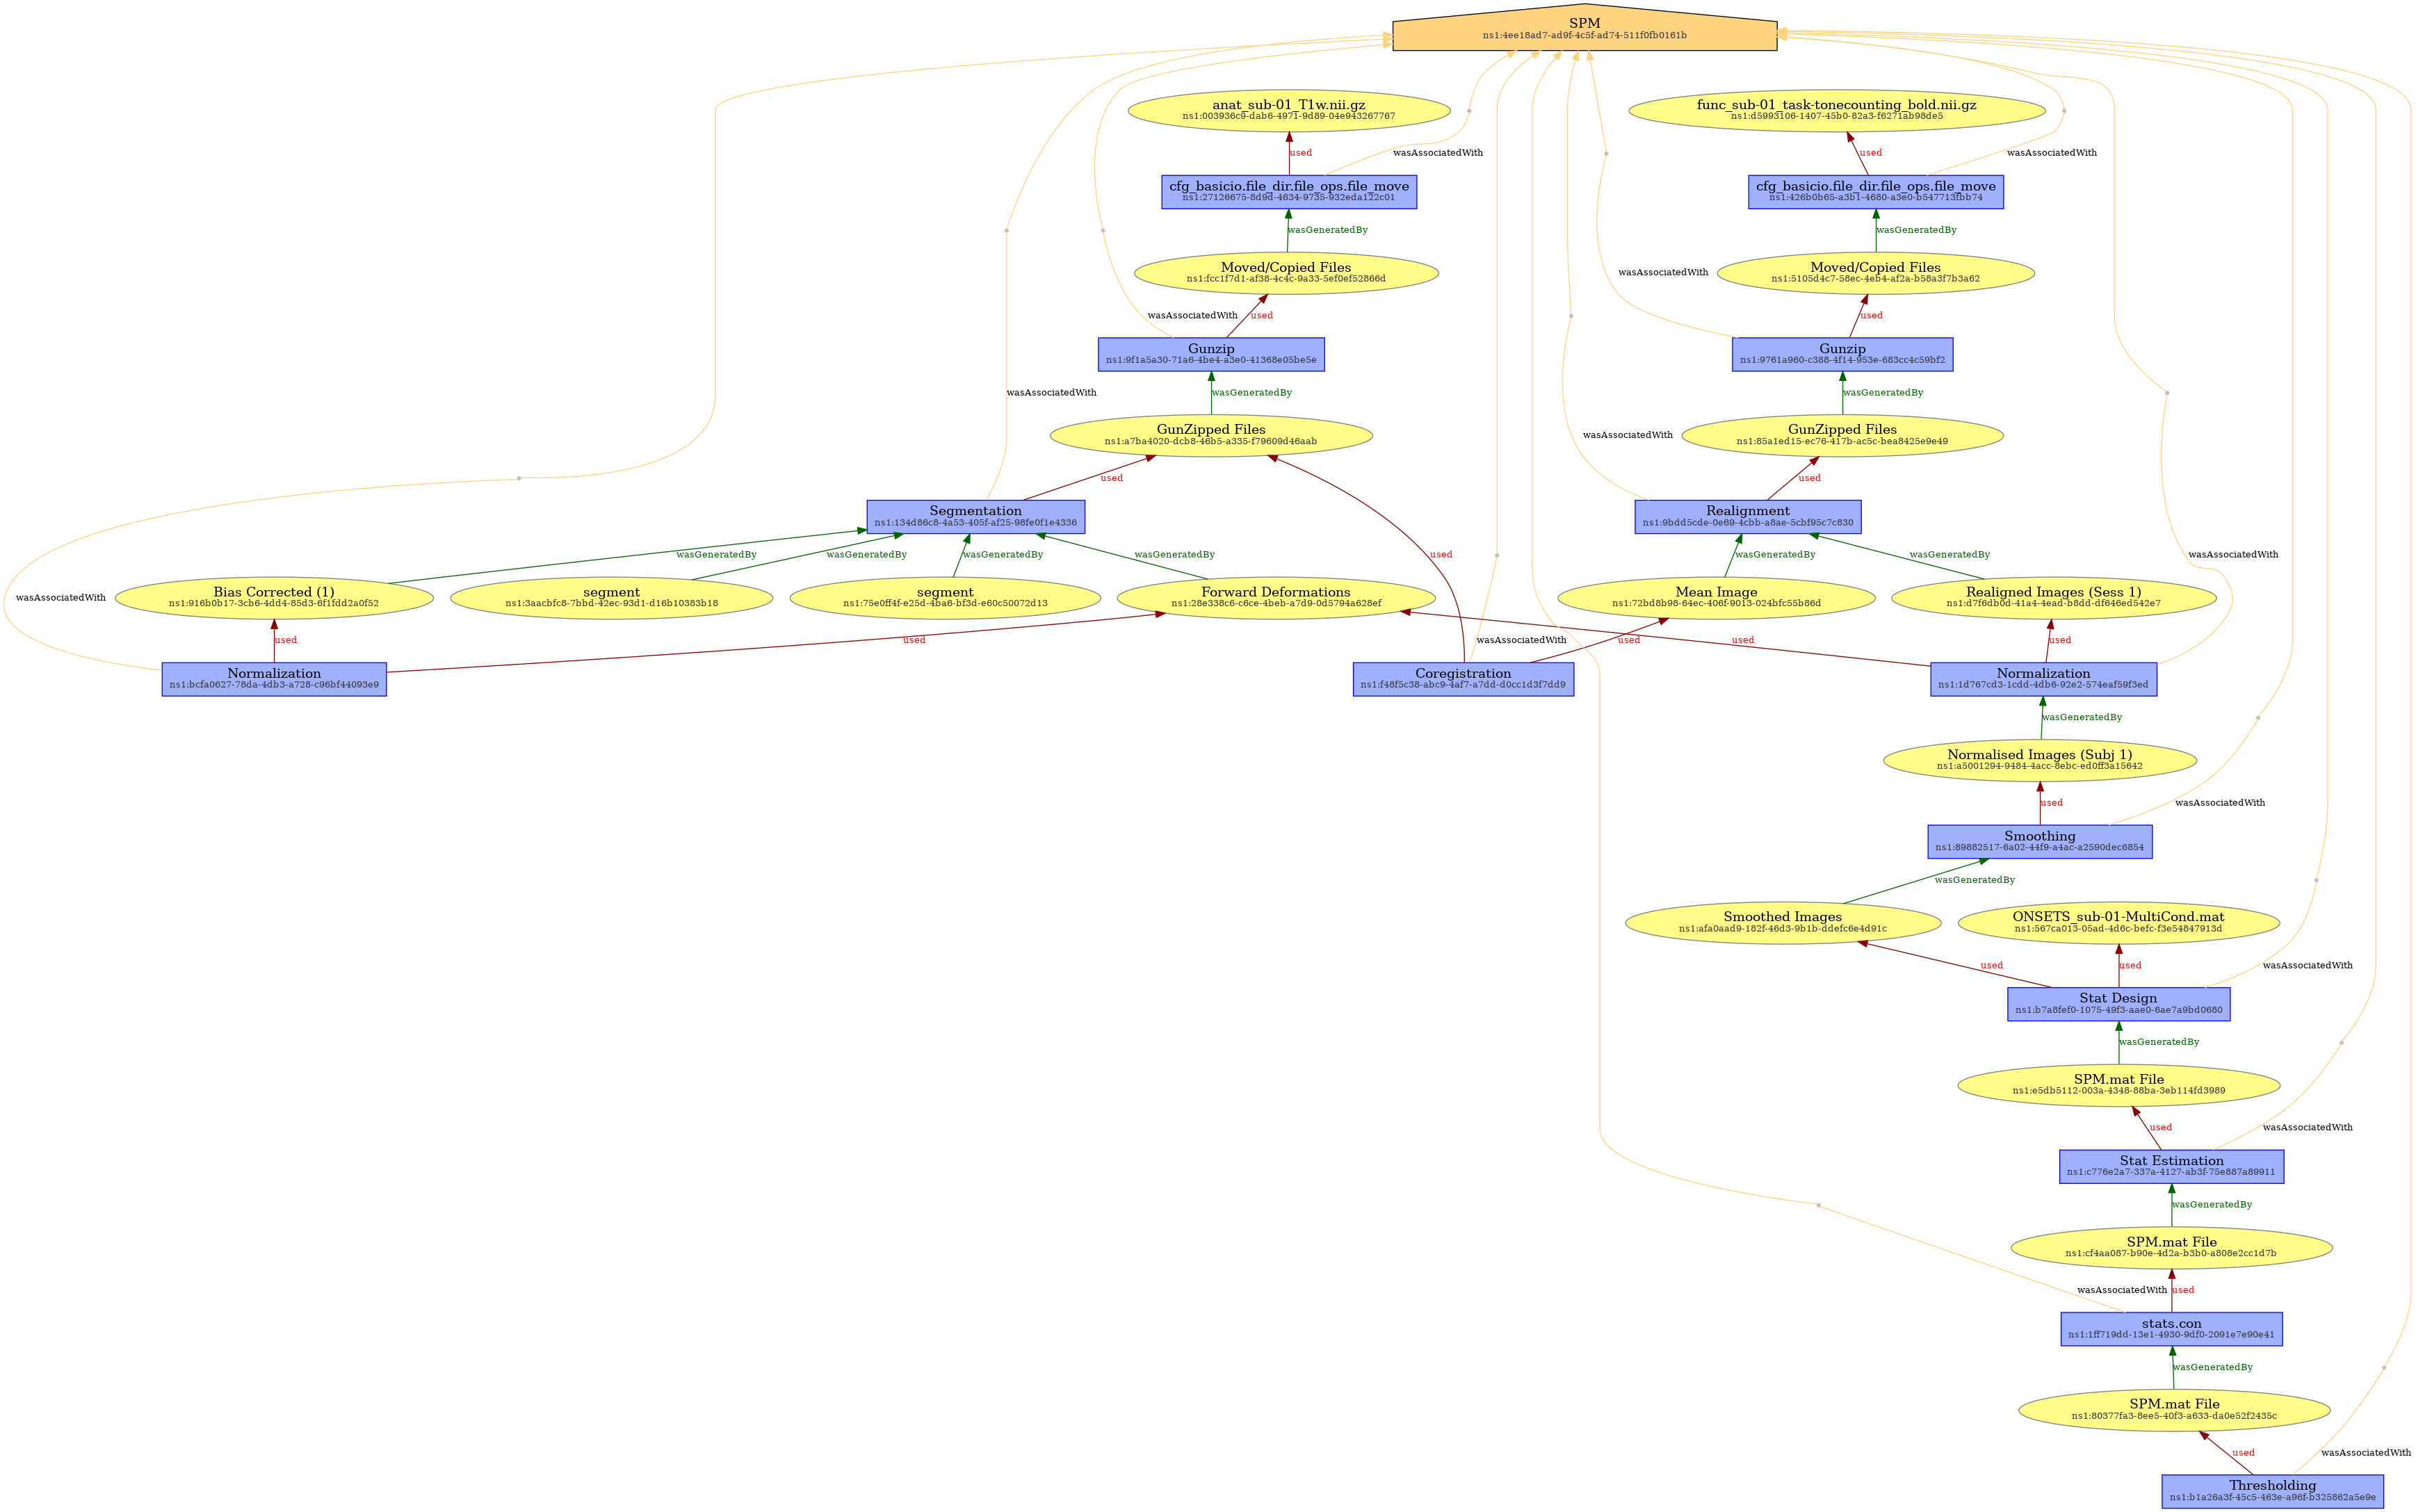 SPM
ns1:4ee18ad7-ad9f-4c5f-ad74-511f0fb0161b
anat_sub-01_T1w.nii.gz
ns1:003936c9-dab6-4971-9d89-04e943267767
func_sub-01_task-tonecounting_bold.nii.gz
ns1:d5993106-1407-45b0-82a3-f6271ab98de5
used
wasAssociatedWith
used
wasAssociatedWith
cfg_basicio.file_dir.file_ops.file_move
ns1:27126675-8d9d-4634-9735-932eda122c01
cfg_basicio.file_dir.file_ops.file_move
ns1:426b0b65-a3b1-4680-a3e0-b547713fbb74
wasGeneratedBy
wasGeneratedBy
Moved/Copied Files
ns1:fcc1f7d1-af38-4c4c-9a33-5ef0ef52866d
wasAssociatedWith
Moved/Copied Files
ns1:5105d4c7-58ec-4eb4-af2a-b58a3f7b3a62
wasAssociatedWith
used
used
Gunzip
ns1:9f1a5a30-71a6-4be4-a3e0-41368e05be5e
Gunzip
ns1:9761a960-c388-4f14-953e-683cc4c59bf2
wasAssociatedWith
wasGeneratedBy
wasGeneratedBy
GunZipped Files
ns1:a7ba4020-dcb8-46b5-a335-f79609d46aab
wasAssociatedWith
GunZipped Files
ns1:85a1ed15-ec76-417b-ac5c-bea8425e9e49
used
used
Segmentation
ns1:134d86c8-4a53-405f-af25-98fe0f1e4336
Realignment
ns1:9bdd5cde-0e69-4cbb-a8ae-5cbf95c7c830
wasGeneratedBy
wasGeneratedBy
wasGeneratedBy
wasGeneratedBy
used
wasGeneratedBy
wasGeneratedBy
wasAssociatedWith
wasAssociatedWith
Bias Corrected (1)
ns1:916b0b17-3cb6-4dd4-85d3-6f1fdd2a0f52
segment
ns1:3aacbfc8-7bbd-42ec-93d1-d16b10383b18
segment
ns1:75e0ff4f-e25d-4ba6-bf3d-e60c50072d13
Forward Deformations
ns1:28e338c6-c6ce-4beb-a7d9-0d5794a628ef
Mean Image
ns1:72bd8b98-64ec-406f-9013-024bfc55b86d
Realigned Images (Sess 1)
ns1:d7f6db0d-41a4-4ead-b8dd-df646ed542e7
used
used
wasAssociatedWith
used
used
used
Normalization
ns1:bcfa0627-78da-4db3-a728-c96bf44093e9
Coregistration
ns1:f48f5c38-abc9-4af7-a7dd-d0cc1d3f7dd9
Normalization
ns1:1d767cd3-1cdd-4db6-92e2-574eaf59f3ed
wasGeneratedBy
Normalised Images (Subj 1)
ns1:a5001294-9484-4acc-8ebc-ed0ff3a15642
used
wasAssociatedWith
Smoothing
ns1:89882517-6a02-44f9-a4ac-a2590dec6854
wasGeneratedBy
Smoothed Images
ns1:afa0aad9-182f-46d3-9b1b-ddefc6e4d91c
ONSETS_sub-01-MultiCond.mat
ns1:567ca013-05ad-4d6c-befc-f3e54847913d
used
used
wasAssociatedWith
Stat Design
ns1:b7a8fef0-1075-49f3-aae0-6ae7a9bd0680
wasGeneratedBy
SPM.mat File
ns1:e5db5112-003a-4348-88ba-3eb114fd3989
used
wasAssociatedWith
Stat Estimation
ns1:c776e2a7-337a-4127-ab3f-75e887a89911
wasGeneratedBy
SPM.mat File
ns1:cf4aa087-b90e-4d2a-b3b0-a808e2cc1d7b
wasAssociatedWith
used
stats.con
ns1:1ff719dd-13e1-4930-9df0-2091e7e90e41
wasGeneratedBy
SPM.mat File
ns1:80377fa3-8ee5-40f3-a633-da0e52f2435c
used
wasAssociatedWith
Thresholding
ns1:b1a26a3f-45c5-463e-a96f-b325862a5e9e